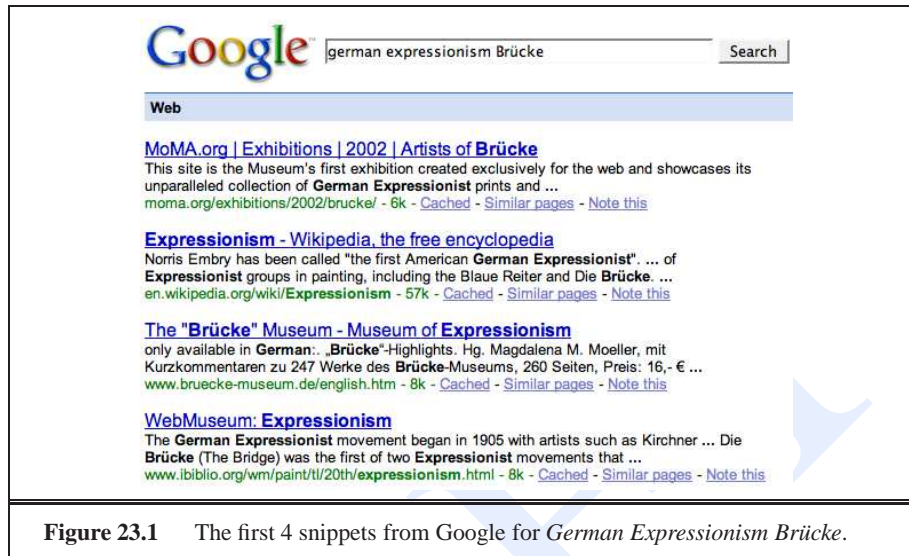 Google™ german expressionism Brücke Search
Web
MoMA.org | Exhibitions | 2002 | Artists of Brücke
This site is the Museum's first exhibition created exclusively for the web and showcases its
unparalleled collection of German Expressionist prints and ...
moma.org/exhibitions/2002/brucke/ - 6k - Cached - Similar pages - Note this
Expressionism - Wikipedia, the free encyclopedia
Norris Embry has been called "the first American German Expressionist". ... of
Expressionist groups in painting, including the Blaue Reiter and Die Brücke. ...
en.wikipedia.org/wiki/Expressionism - 57k - Cached - Similar pages - Note this
The "Brücke" Museum - Museum of Expressionism
only available in German:. „Brücke"-Highlights. Hg. Magdalena M. Moeller, mit
Kurzkommentaren zu 247 Werke des Brücke-Museums, 260 Seiten, Preis: 16,- € ...
www.bruecke-museum.de/english.htm - 8k - Cached - Similar pages - Note this
WebMuseum: Expressionism
The German Expressionist movement began in 1905 with artists such as Kirchner ... Die
Brücke (The Bridge) was the first of two Expressionist movements that ...
www.ibiblio.org/wm/paint/tl/20th/expressionism.html - 8k - Cached - Similar pages - Note this
Figure 23.1 The first 4 snippets from Google for German Expressionism Brücke.